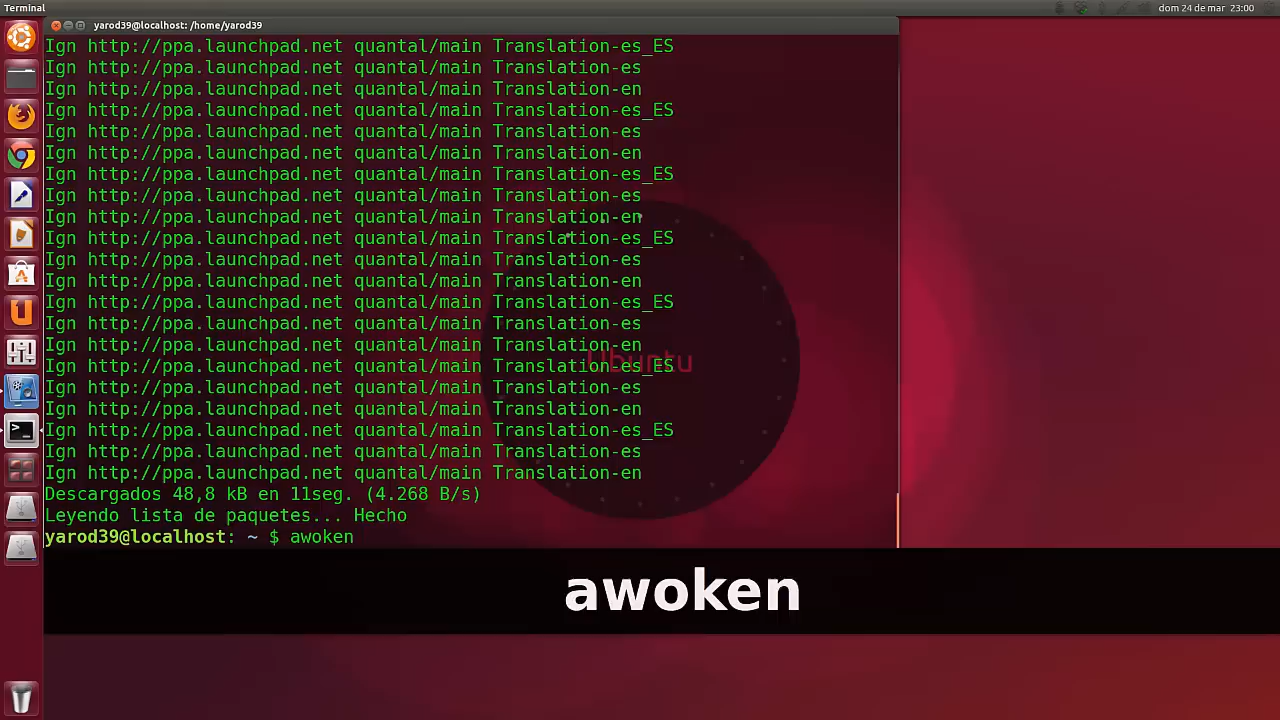 Terminal
dom 24 de mar 23:00
yarod39@localhost: /home/yarod39
Ign http://ppa.launchpad.net quantal/main Translation-es_ES
Ign http://ppa.launchpad.net quantal/main Translation-es
Ign http://ppa.launchpad.net quantal/main Translation-en
Ign http://ppa.launchpad.net quantal/main Translation-es_ES
Ign http://ppa.launchpad.net quantal/main Translation-es
Ign http://ppa.launchpad.net quantal/main Translation-en
Ign http://ppa.launchpad.net quantal/main Translation-es_ES
Ign http://ppa.launchpad.net quantal/main Translation-es
Ign http://ppa.launchpad.net quantal/main Translation-en
Ign http://ppa.launchpad.net quantal/main Translation-es_ES
Ign http://ppa.launchpad.net quantal/main Translation-es
Ign http://ppa.launchpad.net quantal/main Translation-en
Ign http://ppa.launchpad.net quantal/main Translation-es_ES
Ign http://ppa.launchpad.net quantal/main Translation-es
Ign http://ppa.launchpad.net quantal/main Translation-en
Ubuntu
Ign http://ppa.launchpad.net quantal/main Translation-es_ES
Ign http://ppa.launchpad.net quantal/main Translation-es
Ign http://ppa.launchpad.net quantal/main Translation-en
Ign http://ppa.launchpad.net quantal/main Translation-es_ES
Ign http://ppa.launchpad.net quantal/main Translation-es
Ign http://ppa.launchpad.net quantal/main Translation-en
Descargados 48,8 kB en 11seg. (4.268 B/s)
Leyendo lista de paquetes... Hecho
yarod39@localhost: ~ $ awoken
awoken